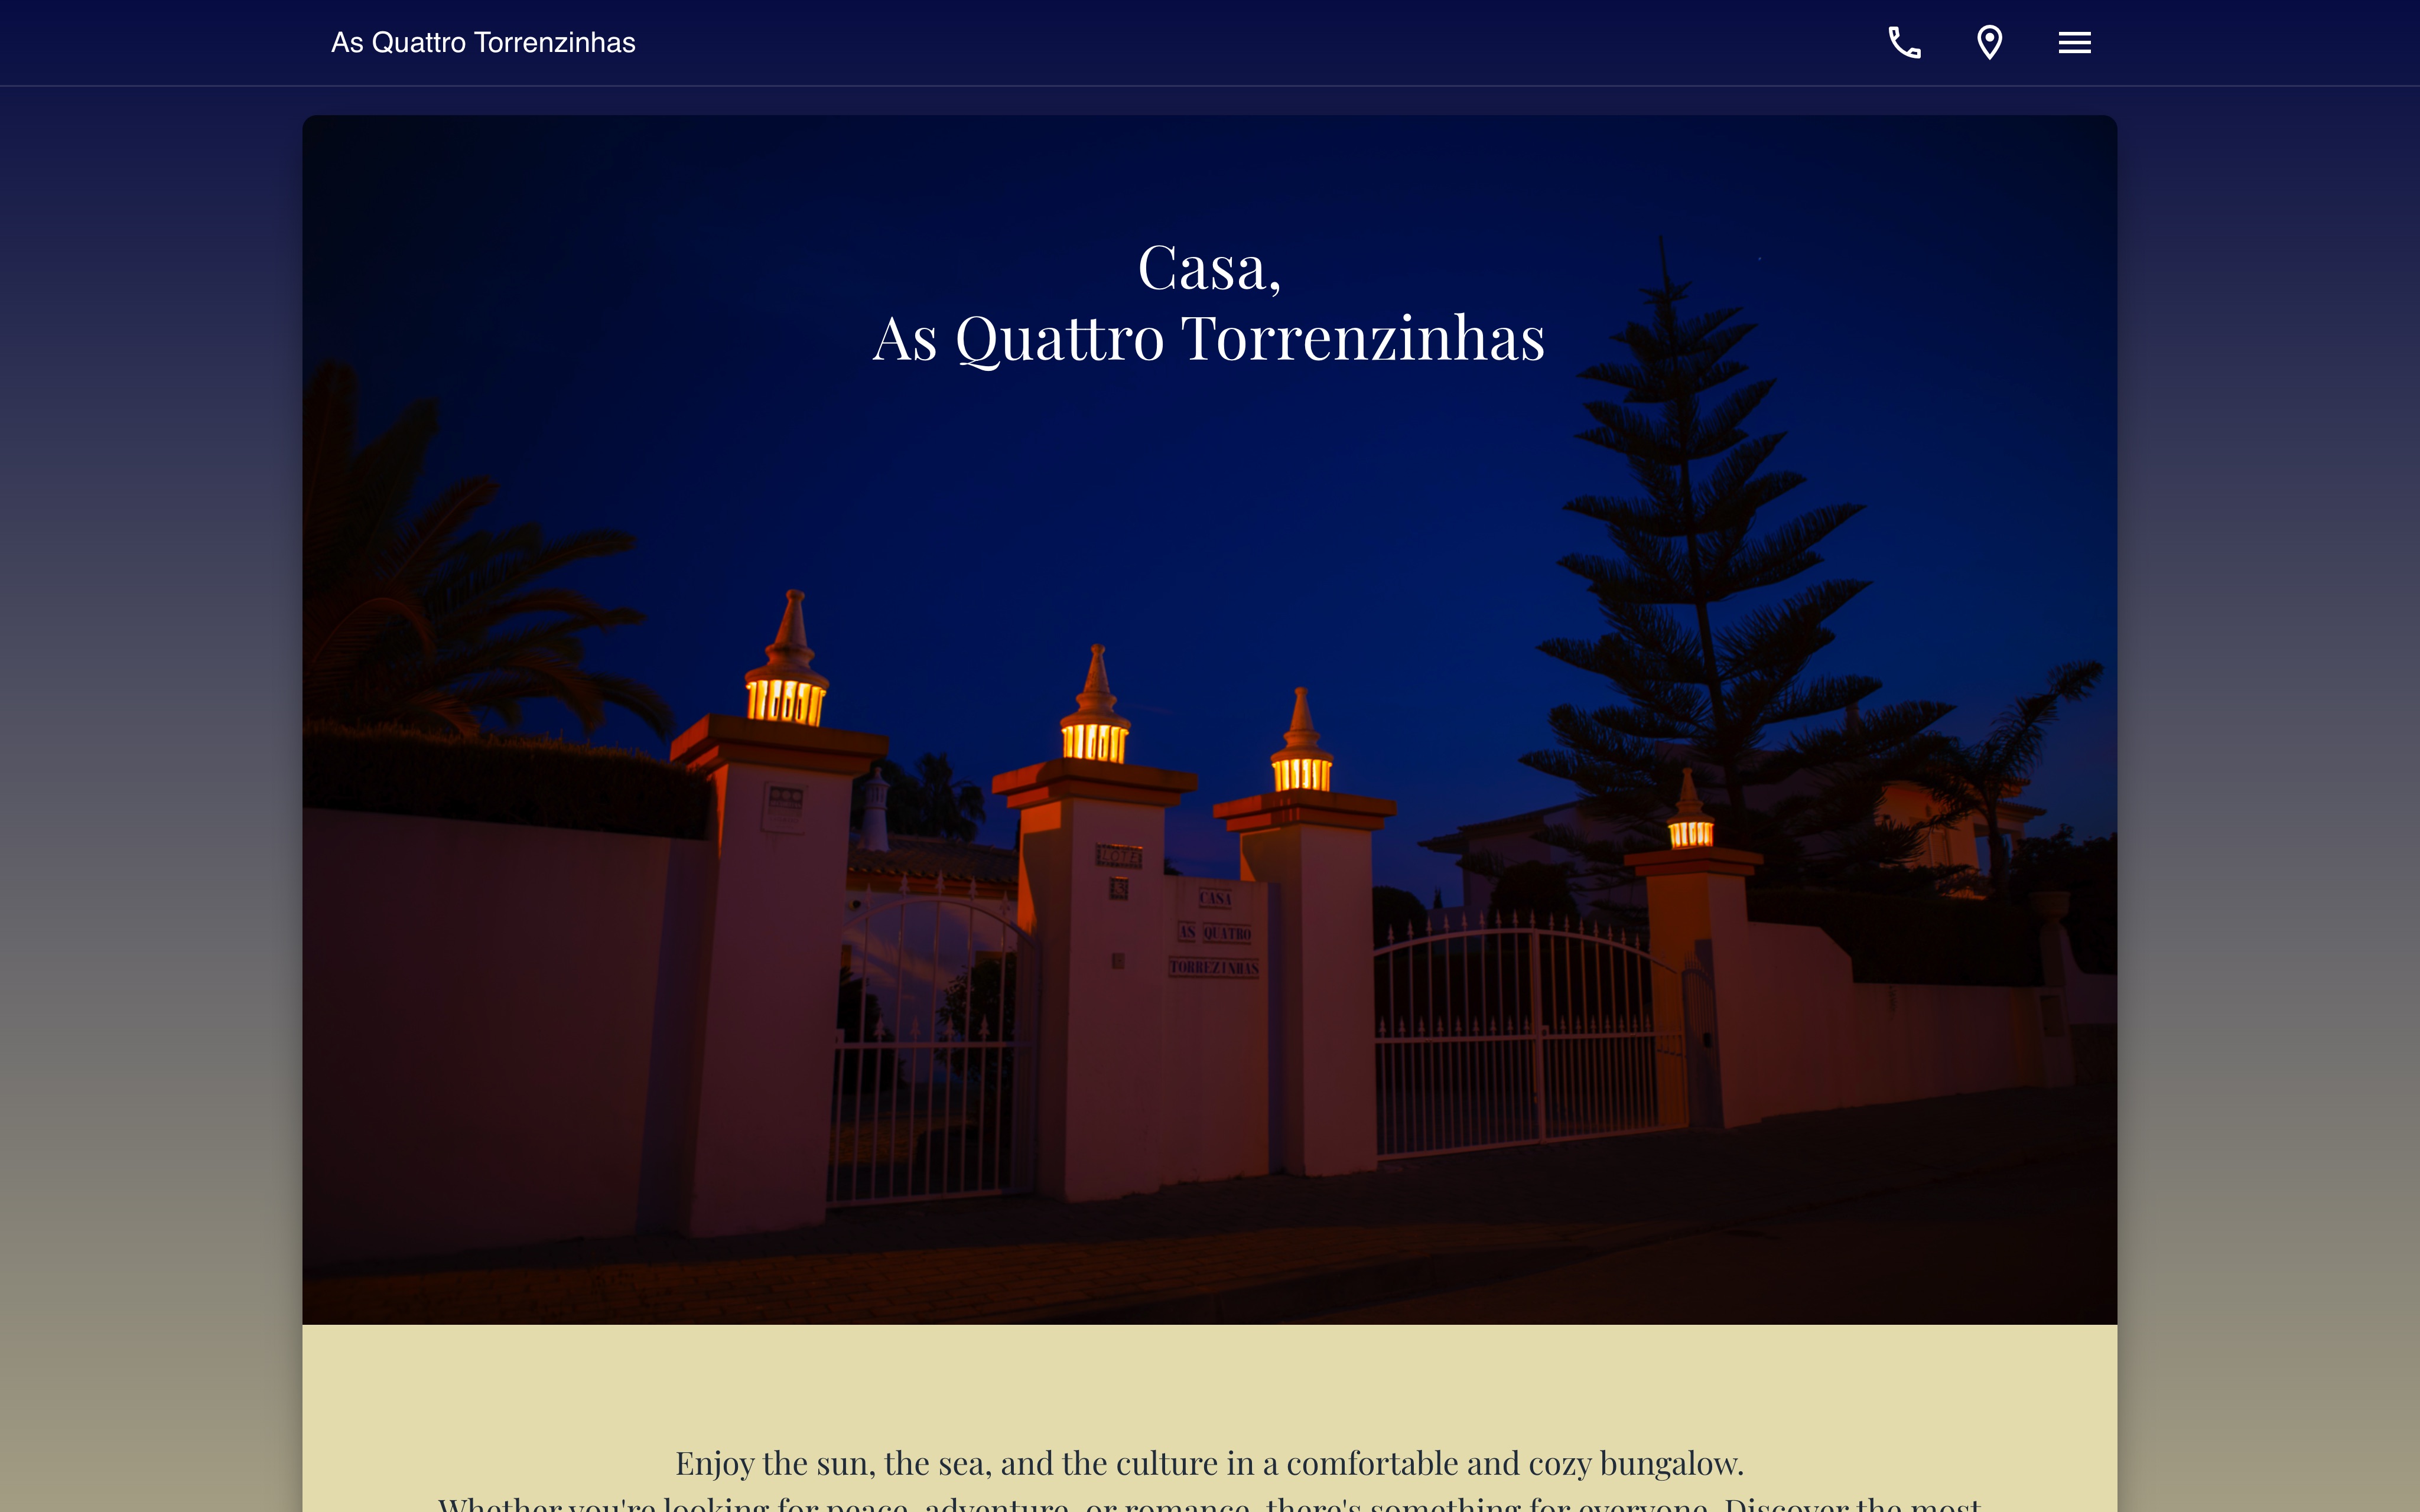 As Quattro Torrenzinhas
Casa,
As Quattro Torrenzinhas
LOTE
CASA
AS QUATRO
TORREZINHAS
Enjoy the sun, the sea, and the culture in a comfortable and cozy bungalow.
Whether you're looking for peace, adventure, or romance, there's something for everyone. Discover the most